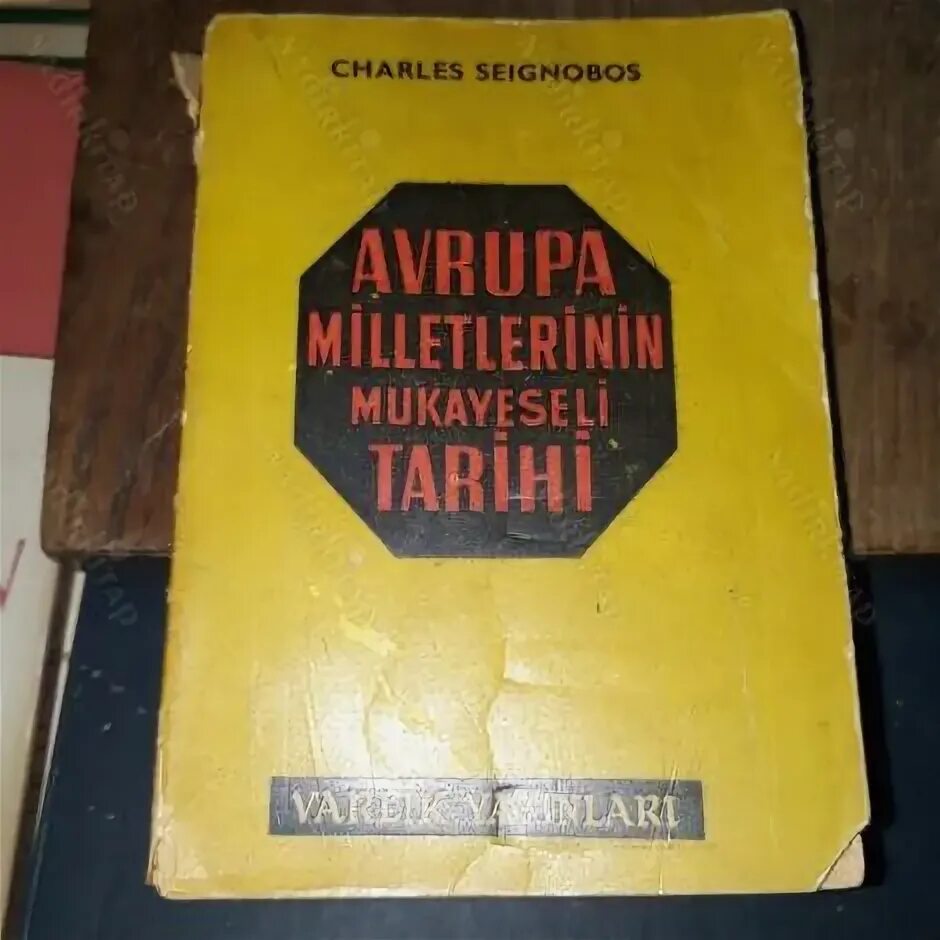 CHARLES SEIGNOBOS
AVRUPA
MİLLETLERİNİN
MUKAYESELİ
TARİHİ
VARLIK YAYINLARI